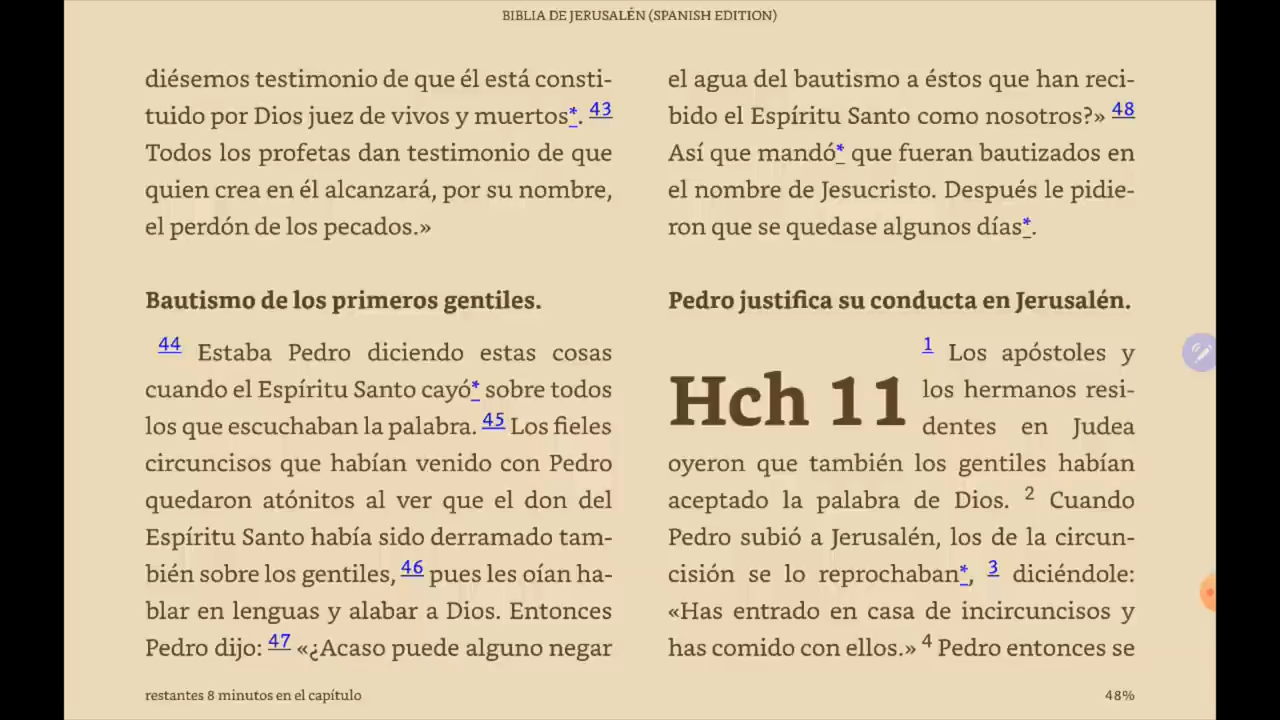 BIBLIA DE JERUSALÉN (SPANISH EDITION)
diésemos testimonio de que él está consti-
tuido por Dios juez de vivos y muertos*. 43
Todos los profetas dan testimonio de que
quien crea en él alcanzará, por su nombre,
el perdón de los pecados.»
Bautismo de los primeros gentiles.
44 Estaba Pedro diciendo estas cosas
cuando el Espíritu Santo cayó* sobre todos
los que escuchaban la palabra. 45 Los fieles
circuncisos que habían venido con Pedro
quedaron atónitos al ver que el don del
Espíritu Santo había sido derramado tam-
bién sobre los gentiles, 46 pues les oían ha-
blar en lenguas y alabar a Dios. Entonces
Pedro dijo: 47 «¿Acaso puede alguno negar
el agua del bautismo a éstos que han reci-
bido el Espíritu Santo como nosotros?» 48
Así que mandó* que fueran bautizados en
el nombre de Jesucristo. Después le pidie-
ron que se quedase algunos días*.
Pedro justifica su conducta en Jerusalén.
Hch 11
1 Los apóstoles y
los hermanos resi-
dentes en Judea
oyeron que también los gentiles habían
aceptado la palabra de Dios. 2 Cuando
Pedro subió a Jerusalén, los de la circun-
cisión se lo reprochaban*, 3 diciéndole:
«Has entrado en casa de incircuncisos y
has comido con ellos.» 4 Pedro entonces se
restantes 8 minutos en el capítulo
48%